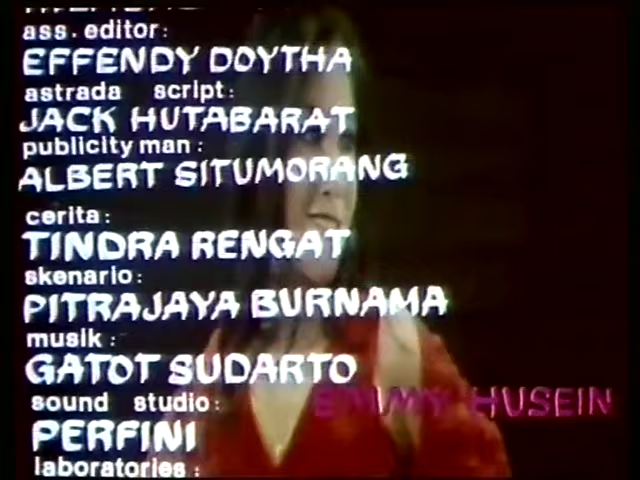 ass. editor:
EFFENDY DOYTHA
astrada script:
JACK HUTABARAT
publicity man:
ALBERT SITUMORANG
cerita:
TINDRA RENGAT
skenario:
PITRAJAYA BURNAMA
musik:
GATOT SUDARTO
HUSEIN
sound studio:
PERFINI
laboratories: